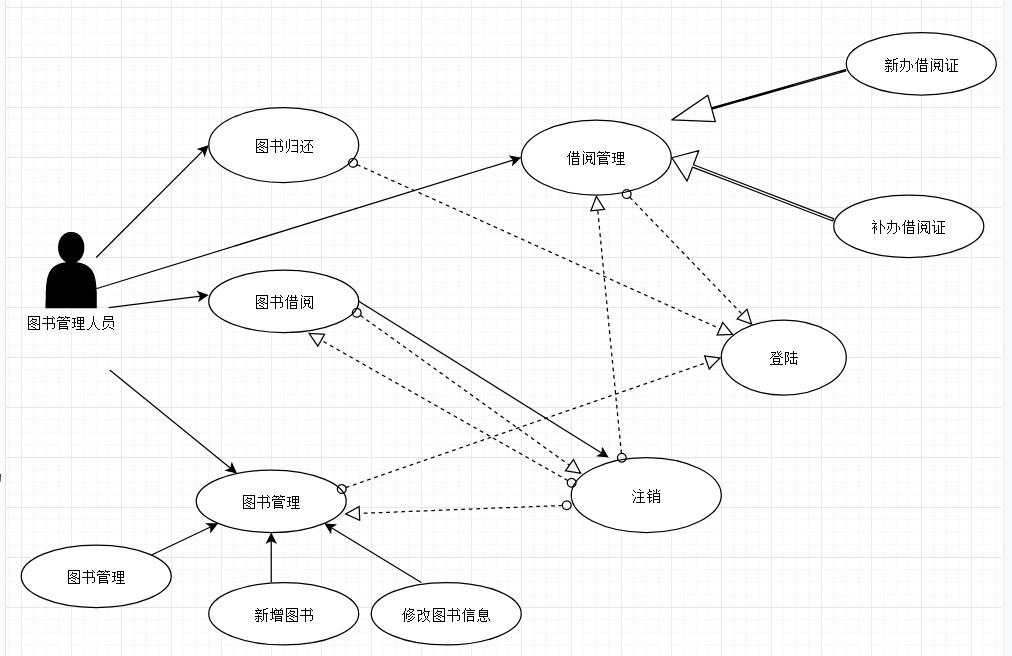 新办借阅证
图书归还
借阅管理
补办借阅证
图书管理人员
图书借阅
登陆
图书管理
注销
图书管理
新增图书
修改图书信息